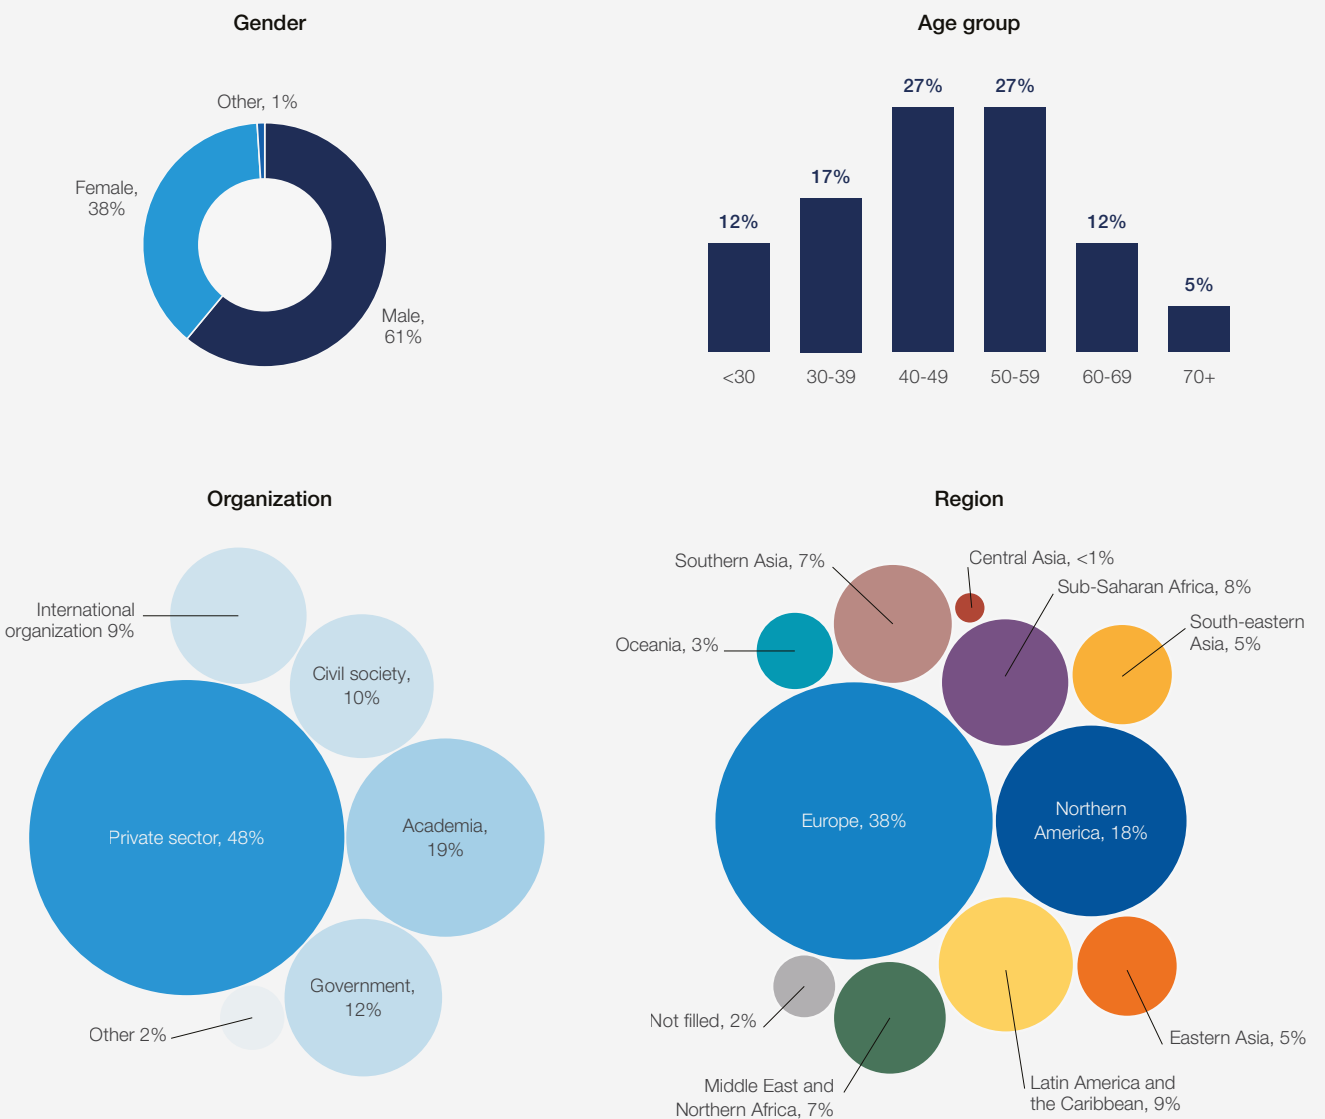 Gender
Other, 1%
Female,
38%
Male,
61%
Age group
27%
27%
17%
12%
12%
5%
<30
30-39
40-49
50-59
60-69
70+
Organization
International
organization 9%
Civil society,
10%
Private sector, 48%
Academia,
19%
Government,
12%
Other 2%
Region
Southern Asia, 7%
Central Asia, <1%
Sub-Saharan Africa, 8%
South-eastern
Asia, 5%
Oceania, 3%
Europe, 38%
Northern
America, 18%
Not filled, 2%
Eastern Asia, 5%
Middle East and
Northern Africa, 7%
Latin America and
the Caribbean, 9%